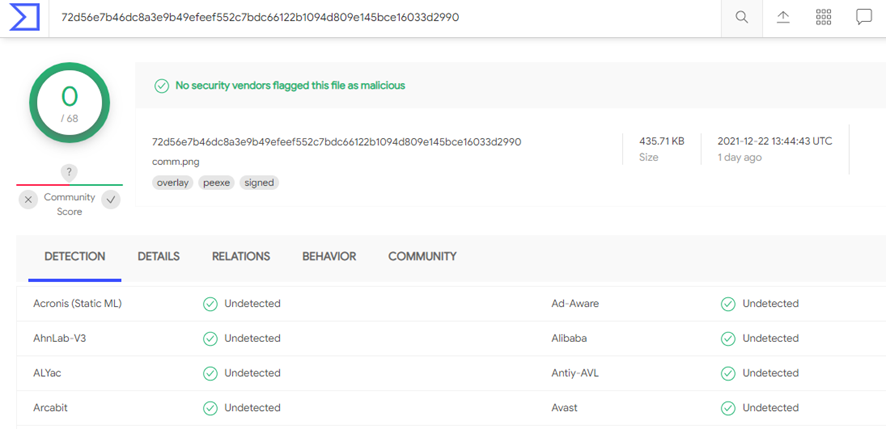 72d56e7b46dc8a3e9b49efeef552c7bdc66122b1094d809e145bce16033d2990
0
/ 68
?
Community
Score
No security vendors flagged this file as malicious
72d56e7b46dc8a3e9b49efeef552c7bdc66122b1094d809e145bce16033d2990
comm.png
overlay peexe signed
435.71 KB
Size
2021-12-22 13:44:43 UTC
1 day ago
DETECTION DETAILS RELATIONS BEHAVIOR COMMUNITY
Acronis (Static ML) Undetected Ad-Aware Undetected
AhnLab-V3 Undetected Alibaba Undetected
ALYac Undetected Antiy-AVL Undetected
Arcabit Undetected Avast Undetected